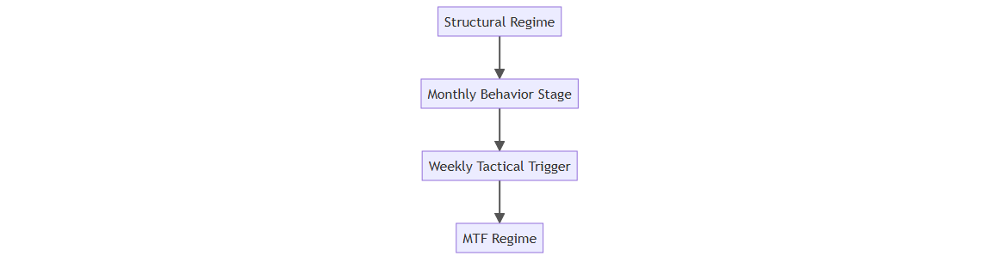 Structural Regime
Monthly Behavior Stage
Weekly Tactical Trigger
MTF Regime